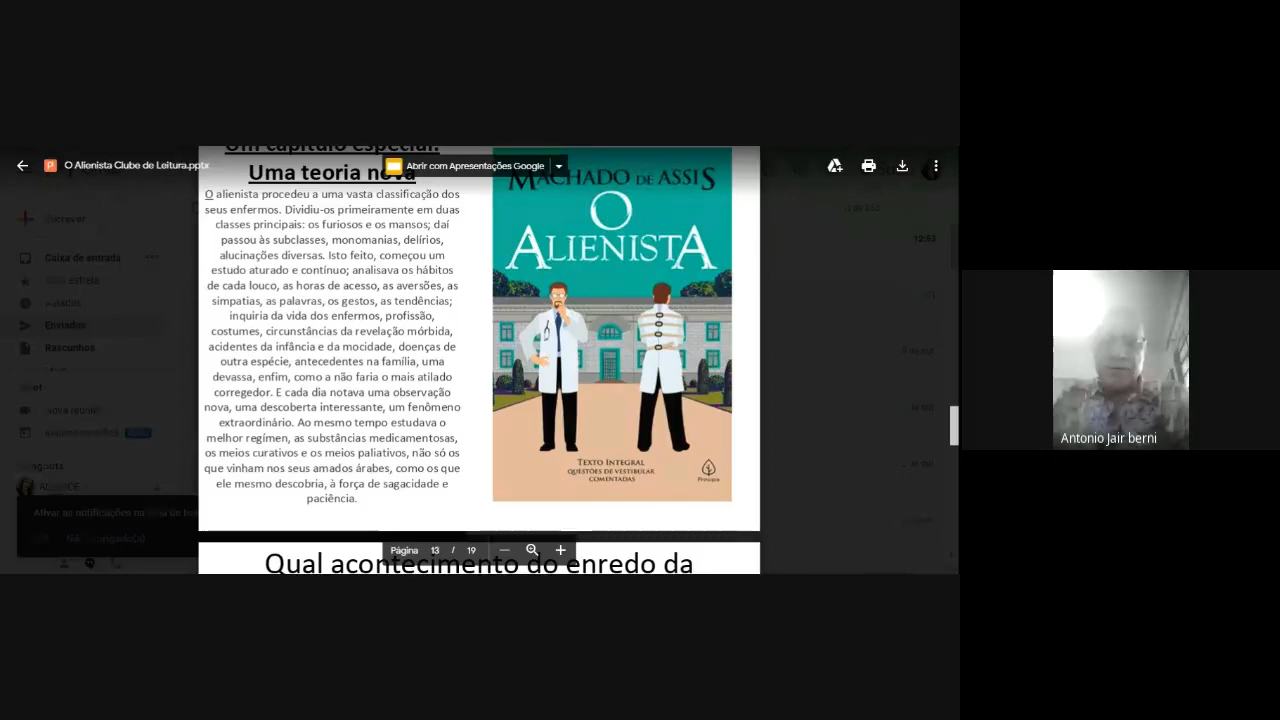 O Alienista Clube de Leitura.pptx
Abrir com Apresentações Google
Um capítulo especial:
Uma teoria nova
O alienista procedeu a uma vasta classificação dos
seus enfermos. Dividiu-os primeiramente em duas
classes principais: os furiosos e os mansos; daí
passou às subclasses, monomanias, delírios,
alucinações diversas. Isto feito, começou um
estudo aturado e contínuo; analisava os hábitos
de cada louco, as horas de acesso, as aversões, as
simpatias, as palavras, os gestos, as tendências;
inquiria da vida dos enfermos, profissão,
costumes, circunstâncias da revelação mórbida,
acidentes da infância e da mocidade, doenças de
outra espécie, antecedentes na família, uma
devassa, enfim, como a não faria o mais atilado
corregedor. E cada dia notava uma observação
nova, uma descoberta interessante, um fenômeno
extraordinário. Ao mesmo tempo estudava o
melhor regímen, as substâncias medicamentosas,
os meios curativos e os meios paliativos, não só os
que vinham nos seus amados árabes, como os que
ele mesmo descobria, à força de sagacidade e
paciência.
MACHADO DE ASSIS
O
ALIENISTA
TEXTO INTEGRAL
QUESTÕES DE VESTIBULAR
COMENTADAS
Principis
Página 13 / 19
Qual acontecimento do enredo da
Escrever
Caixa de entrada
Enviados
Rascunhos
Nova reunião
12:53
Antonio Jair berni